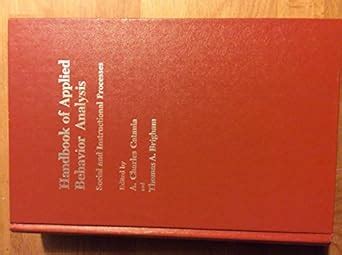 Handbook of Applied
Behavior Analysis
Social and Instructional Processes
Edited by
A. Charles Catania
and
Thomas A. Brigham